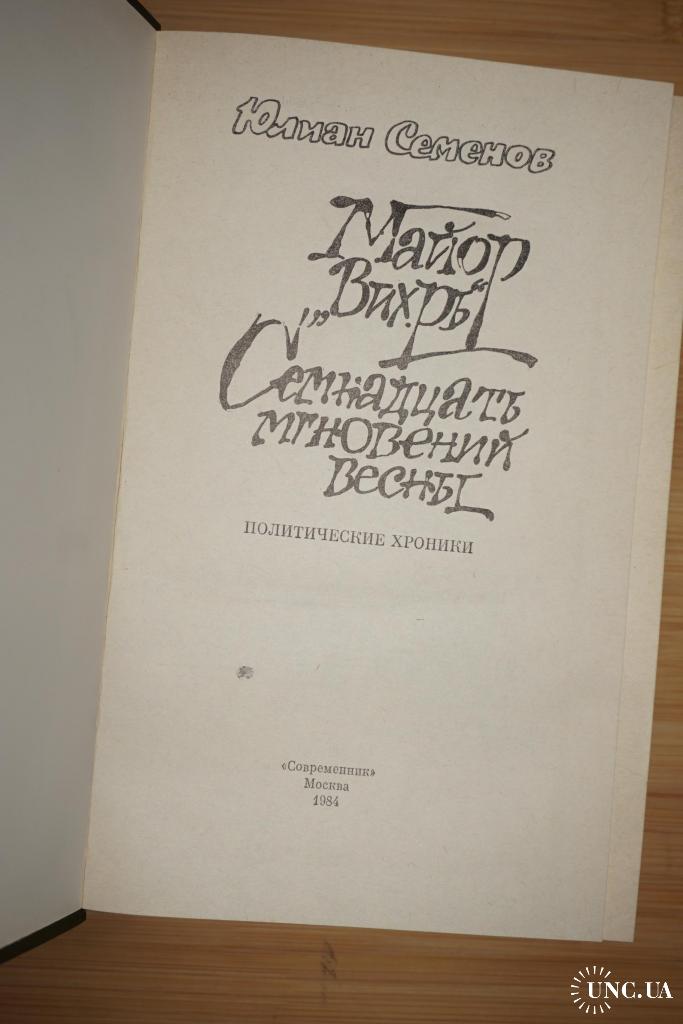 Юлиан Семенов
Майор
„Вихрь“
Семнадцать
мгновений
весны
ПОЛИТИЧЕСКИЕ ХРОНИКИ
«Современник»
Москва
1984
UNC.UA